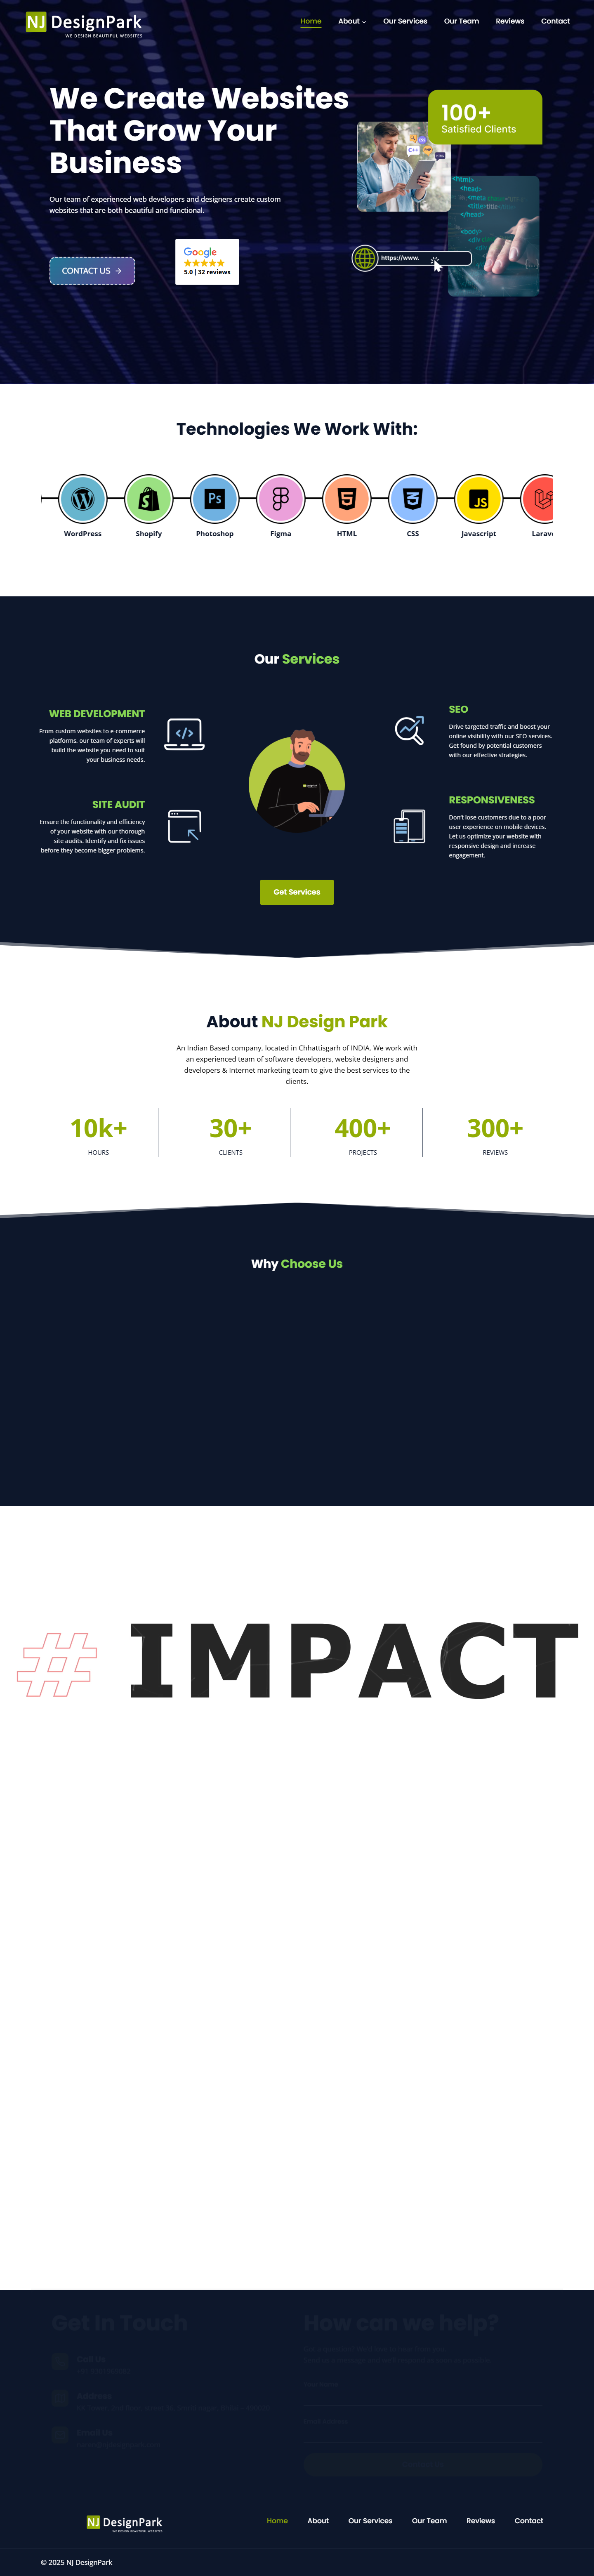 NJ DesignPark
WE DESIGN BEAUTIFUL WEBSITES
Home
About
Our Services
Our Team
Reviews
Contact
We Create Websites
That Grow Your
Business
Our team of experienced web developers and designers create custom
websites that are both beautiful and functional.
CONTACT US
Google
5.0 | 32 reviews
100+
Satisfied Clients
https://www.
<html>
<head>
<body>
Technologies We Work With:
WordPress
Shopify
Photoshop
Figma
HTML
CSS
Javascript
Our Services
WEB DEVELOPMENT
From custom websites to e-commerce
platforms, our team of experts will
build the website you need to suit
your business needs.
SITE AUDIT
Ensure the functionality and efficiency
of your website with our thorough
site audits. Identify and fix issues
before they become bigger problems.
SEO
Drive targeted traffic and boost your
online visibility with our SEO services.
Get found by potential customers
with our effective strategies.
RESPONSIVENESS
Don't lose customers due to a poor
user experience on mobile devices.
Let us optimize your website with
responsive design and increase
engagement.
Get Services
About NJ Design Park
An Indian Based company, located in Chhattisgarh of INDIA. We work with
an experienced team of software developers, website designers and
developers & Internet marketing team to give the best services to the
clients.
10k+
HOURS
30+
CLIENTS
400+
PROJECTS
300+
REVIEWS
Why Choose Us
# IMPACT
Get In Touch
How can we help?
NJ DesignPark
WE DESIGN BEAUTIFUL WEBSITES
Home
About
Our Services
Our Team
Reviews
Contact
© 2025 NJ DesignPark